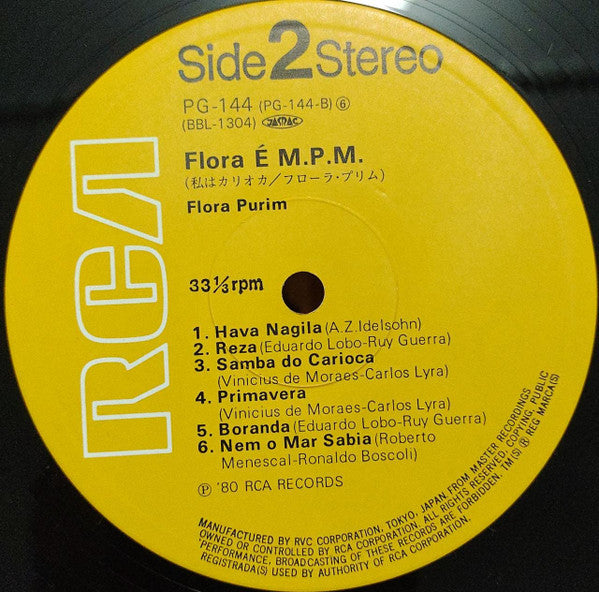 Side 2 Stereo
PG-144 (PG-144-B) ⑥
(BBL-1304) JASRAC
Flora É M.P.M.
(私はカリオカ/フローラ・プリム)
Flora Purim
RCA
33 1/3 rpm
1. Hava Nagila (A.Z.Idelsohn)
2. Reza (Eduardo Lobo-Ruy Guerra)
3. Samba do Carioca
(Vinicius de Moraes-Carlos Lyra)
4. Primavera
(Vinicius de Moraes-Carlos Lyra)
5. Boranda (Eduardo Lobo-Ruy Guerra)
6. Nem o Mar Sabia (Roberto
Menescal-Ronaldo Boscoli)
Ⓟ '80 RCA RECORDS
MANUFACTURED BY RVC CORPORATION, TOKYO, JAPAN, FROM MASTER RECORDINGS
OWNED OR CONTROLLED BY RCA CORPORATION. ALL RIGHTS RESERVED, COPYING, PUBLIC
'PERFORMANCE, BROADCASTING OF THESE RECORDS ARE FORBIDDEN. TM(S) ® REG MARCA(S)
REGISTRADA(S) USED BY AUTHORITY OF RCA CORPORATION.